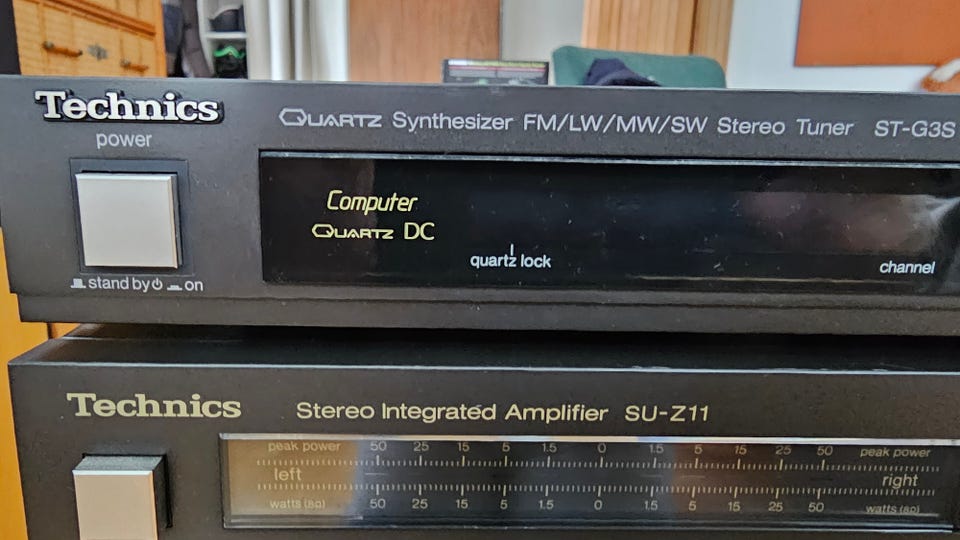 Technics
QUARTZ Synthesizer FM/LW/MW/SW Stereo Tuner ST-G3S
power
Computer
QUARTZ DC
quartz lock
channel
stand by on
Technics
Stereo Integrated Amplifier SU-Z11
peak power 50 25 15 5 1.5 0 1.5 5 15 25 50 peak power
left right
watts (8Ω) 50 25 15 5 1.5 0 1.5 5 15 25 50 watts (8Ω)